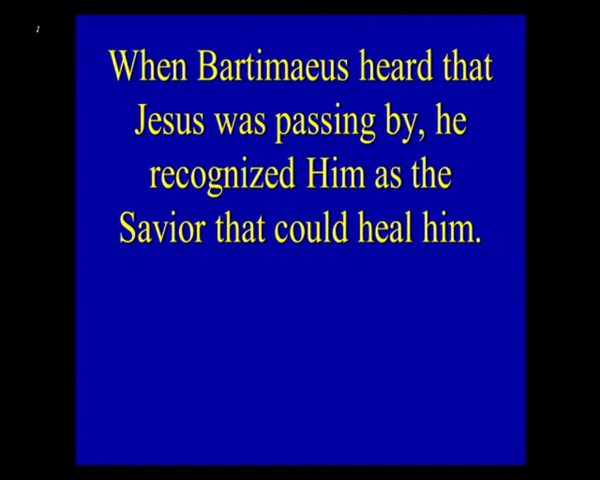 When Bartimaeus heard that
Jesus was passing by, he
recognized Him as the
Savior that could heal him.